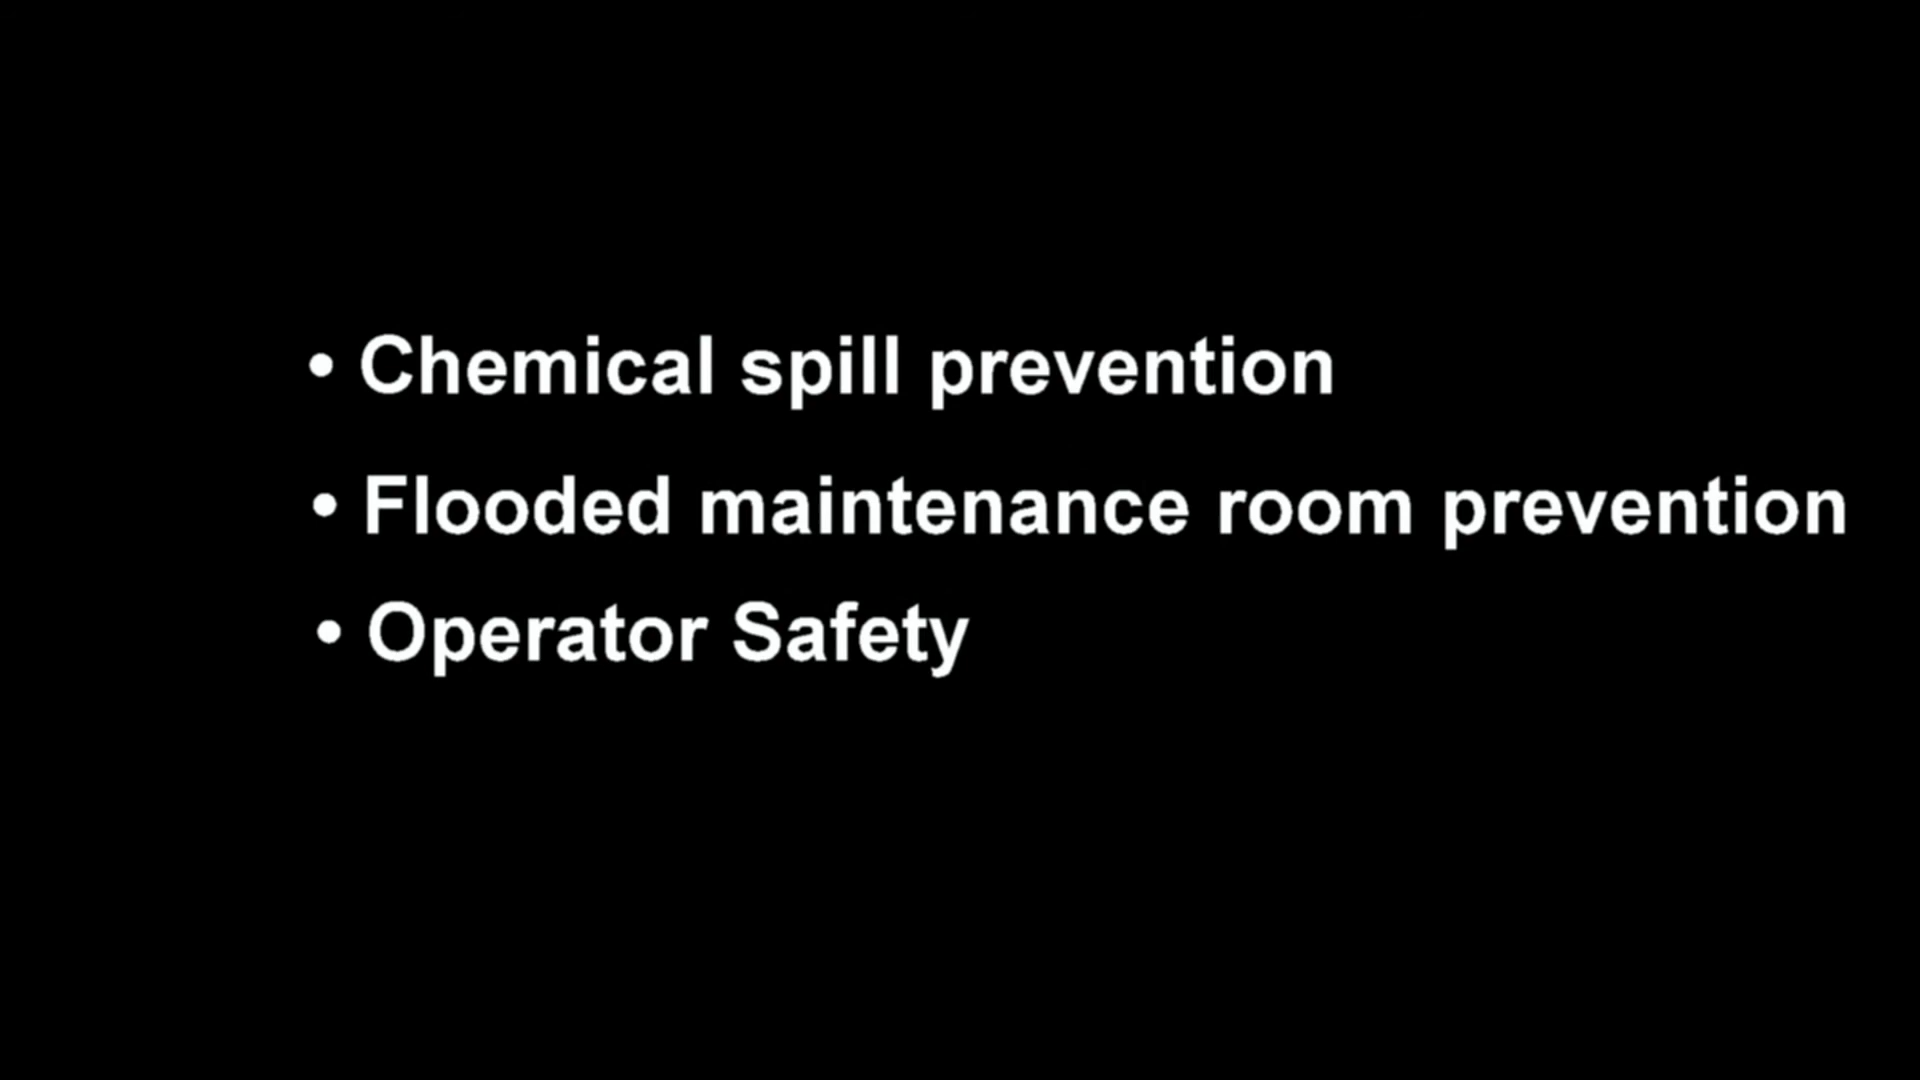 • Chemical spill prevention
• Flooded maintenance room prevention
• Operator Safety